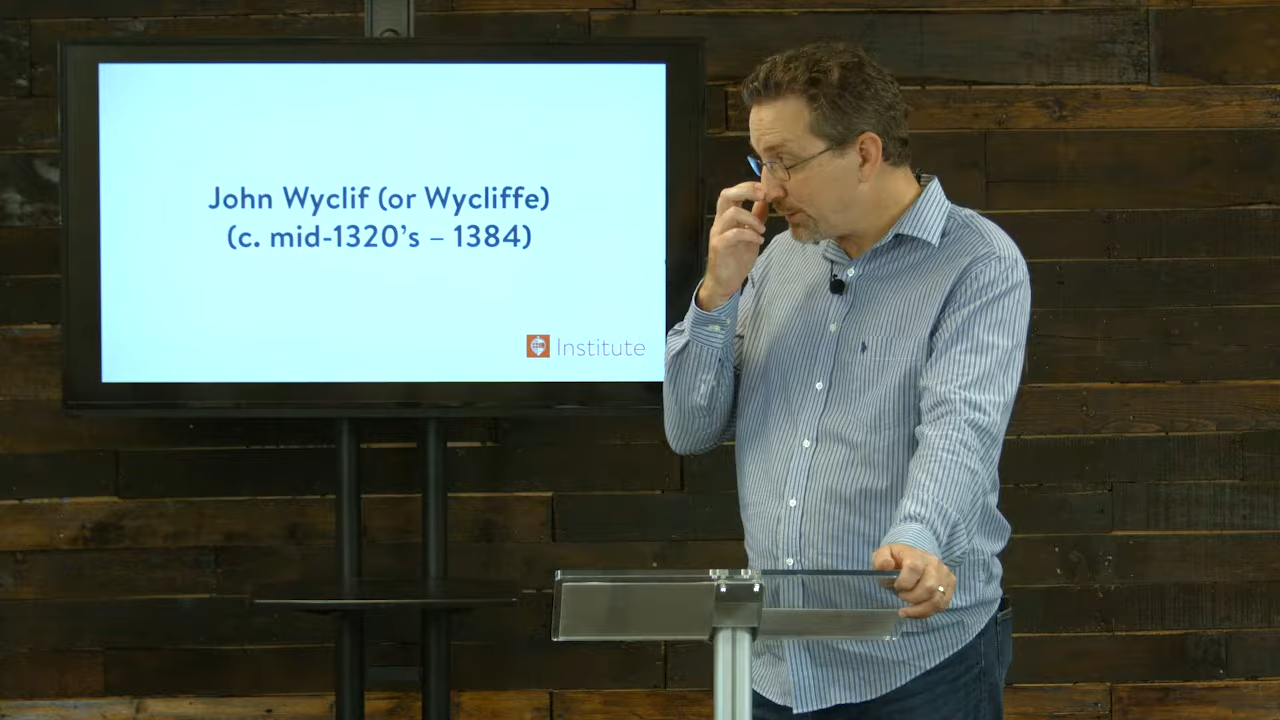 John Wyclif (or Wycliffe)
(c. mid-1320's – 1384)
Institute